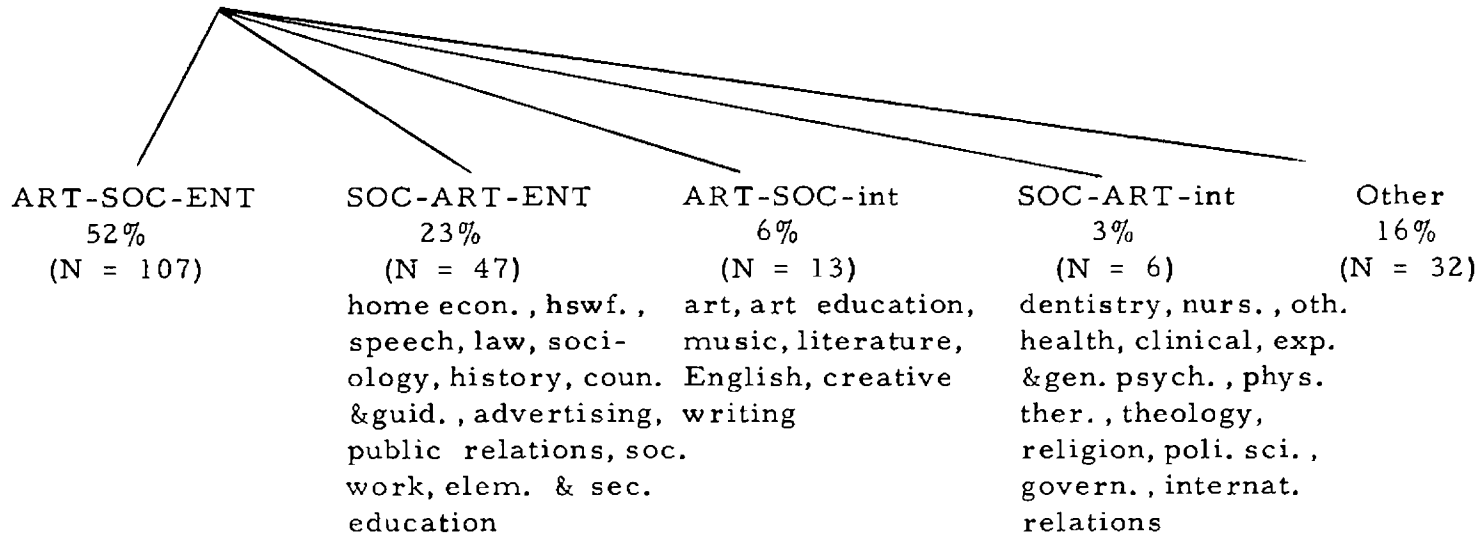 ART-SOC-ENT
52%
(N = 107)
SOC-ART-ENT
23%
(N = 47)
home econ., hswf.,
speech, law, soci-
ology, history, coun.
&guid., advertising,
public relations, soc.
work, elem. & sec.
education
ART-SOC-int
6%
(N = 13)
art, art education,
music, literature,
English, creative
writing
SOC-ART-int
3%
(N = 6)
dentistry, nurs., oth.
health, clinical, exp.
&gen. psych., phys.
ther., theology,
religion, poli. sci.,
govern., internat.
relations
Other
16%
(N = 32)